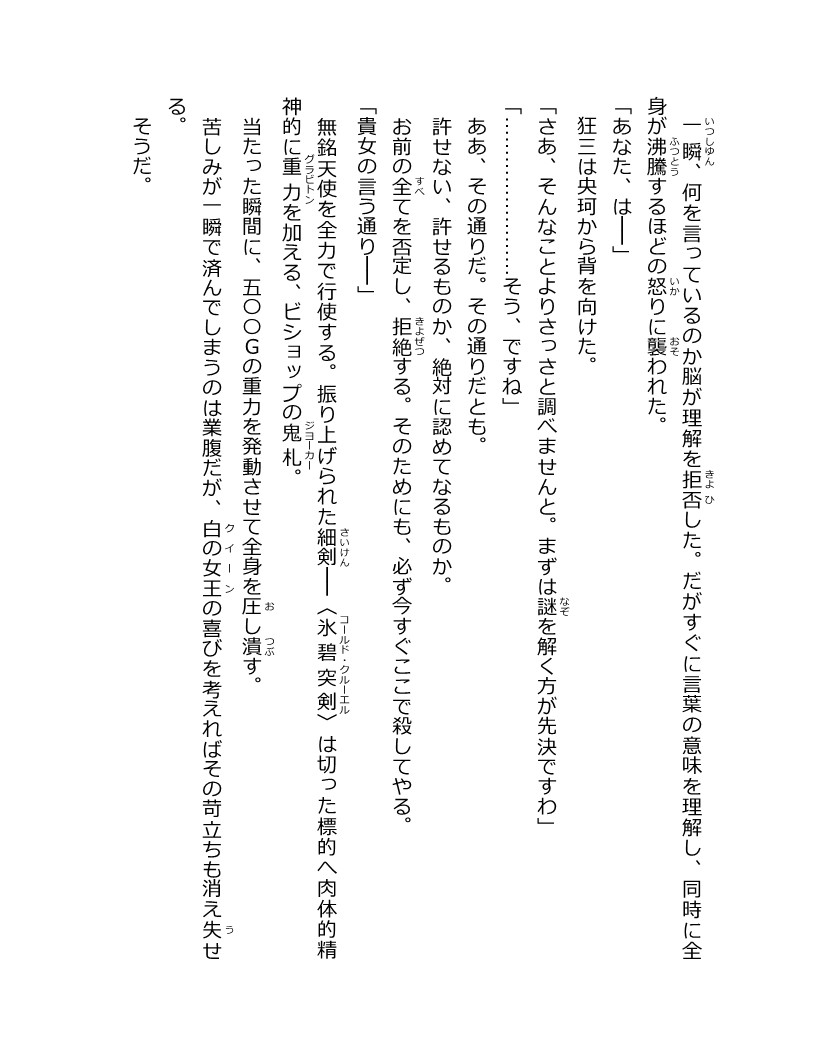 一瞬、何を言っているのか脳が理解を拒否した。だがすぐに言葉の意味を理解し、同時に全
身が沸騰するほどの怒りに襲われた。
「あなた、は――」
狂三は央珂から背を向けた。
「さあ、そんなことよりさっさと調べませんと。まずは謎を解く方が先決ですわ」
「……………………そう、ですね」
ああ、その通りだ。その通りだとも。
許せない、許せるものか、絶対に認めてなるものか。
お前の全てを否定し、拒絶する。そのためにも、必ず今すぐここで殺してやる。
「貴女の言う通り――」
無銘天使を全力で行使する。振り上げられた細剣――〈氷碧突剣〉は切った標的へ肉体的精
神的に重力を加える、ビショップの鬼札。
当たった瞬間に、五〇〇Ｇの重力を発動させて全身を圧し潰す。
苦しみが一瞬で済んでしまうのは業腹だが、白の女王の喜びを考えればその苛立ちも消え失せ
る。
そうだ。